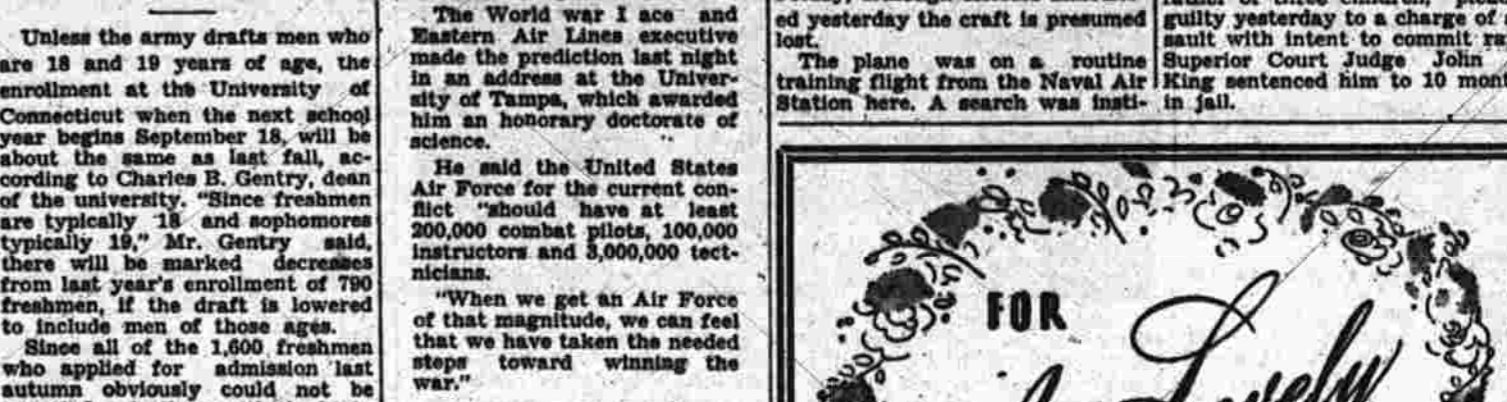 Unless the army drafts men who
are 18 and 19 years of age, the
enrollment at the University of
Connecticut when the next school
year begins September 18, will be
about the same as last fall, ac-
cording to Charles B. Gentry, dean
of the university. "Since freshmen
are typically 18 and sophomores
typically 19," Mr. Gentry said,
there will be marked decreases
from last year's enrollment of 790
freshmen, if the draft is lowered
to include men of those ages.
Since all of the 1,600 freshmen
who applied for admission last
autumn obviously could not be
The World war I ace and
Eastern Air Lines executive
made the prediction last night
in an address at the Univer-
sity of Tampa, which awarded
him an honorary doctorate of
science.
He said the United States
Air Force for the current con-
flict "should have at least
200,000 combat pilots, 100,000
instructors and 3,000,000 tect-
nicians.
"When we get an Air Force
of that magnitude, we can feel
that we have taken the needed
steps toward winning the
war."
ed yesterday the craft is presumed
lost.
The plane was on a routine
training flight from the Naval Air
Station here. A search was insti-
guilty yesterday to a charge of
sault with intent to commit
Superior Court Judge John
King sentenced him to 10
in jail.
FOR
Lovely